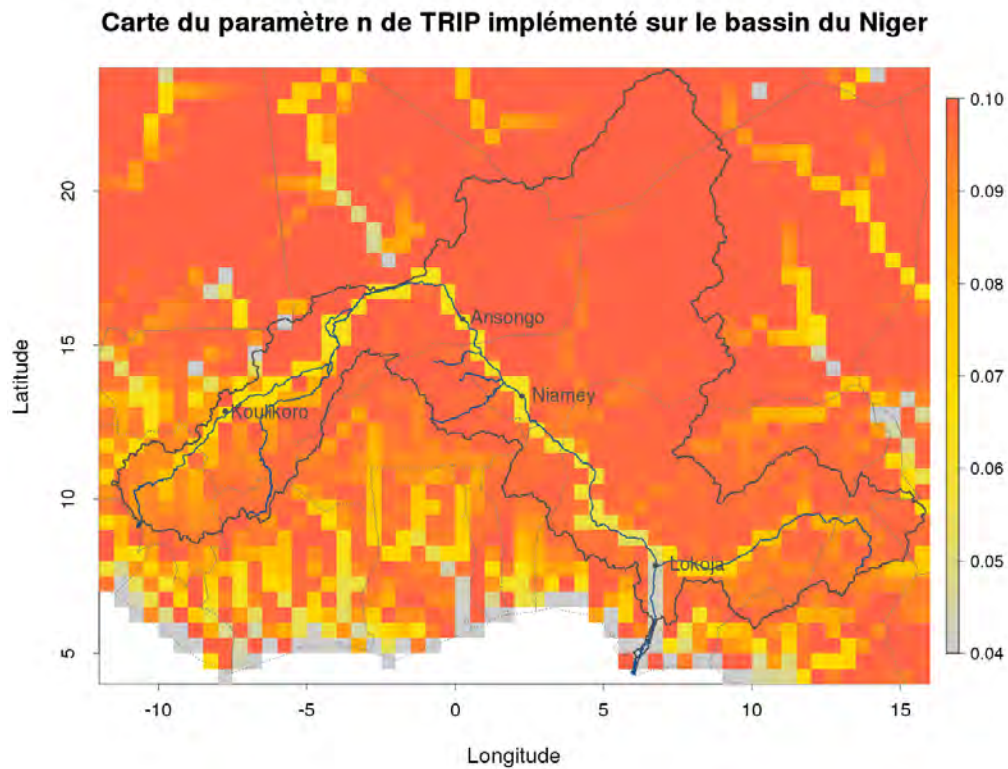 Carte du paramètre n de TRIP implémenté sur le bassin du Niger
0.10
0.09
0.08
0.07
0.06
0.05
0.04
20
15
10
5
Latitude
Ansongo
Niamey
Koulikoro
Lokoja
-10
-5
0
5
10
15
Longitude